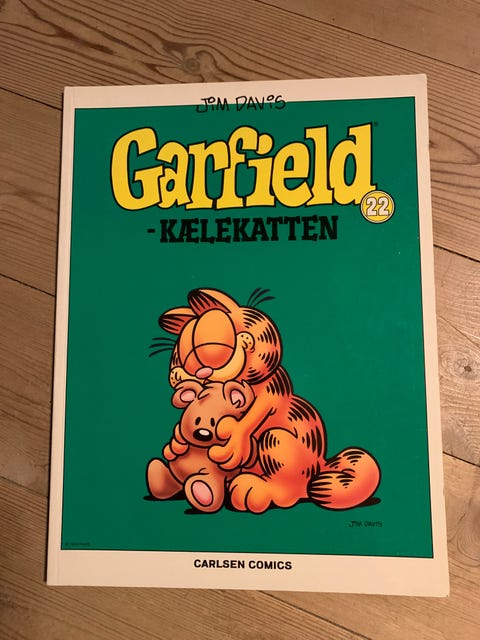 JIM DAVIS
Garfield
22
-KÆLEKATTEN
JIM DAVIS
CARLSEN COMICS